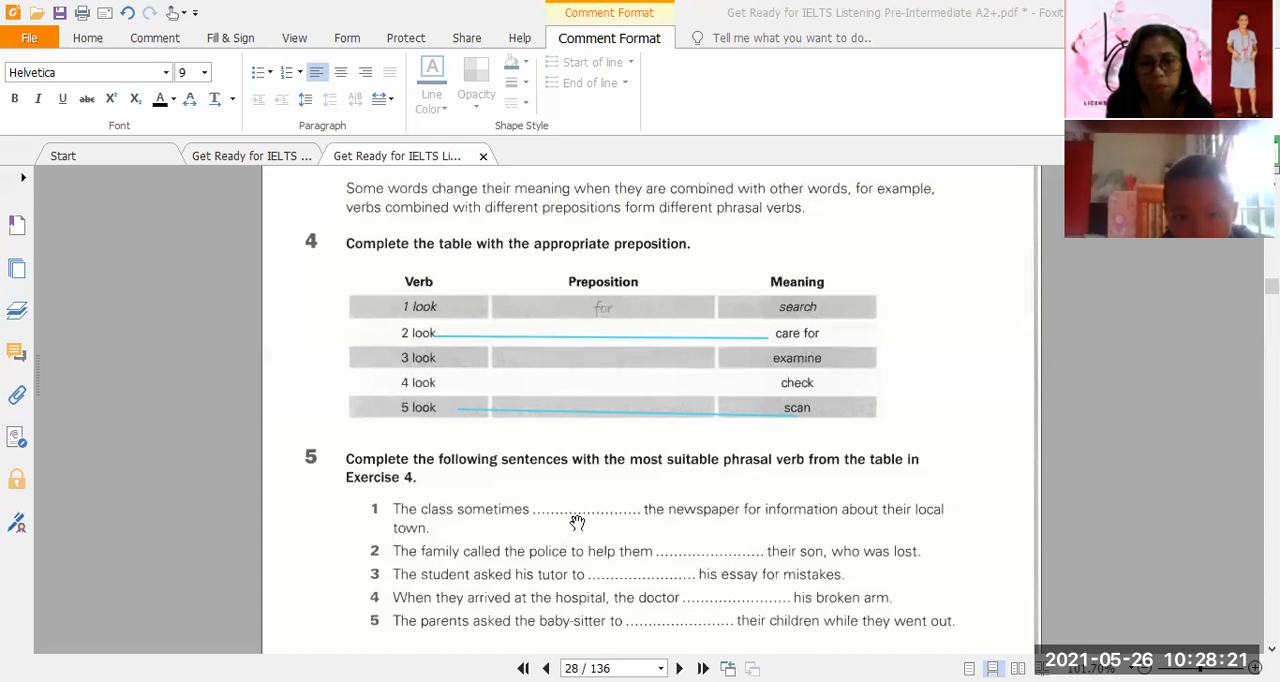 Comment Format
Get Ready for IELTS Listening Pre-Intermediate A2+.pdf * - Foxit
File Home Comment Fill & Sign View Form Protect Share Help Comment Format Tell me what you want to do..
Helvetica 9 Start of line
Line Color Opacity End of line
Font Paragraph Shape Style
Start Get Ready for IELTS ... Get Ready for IELTS Li...
Some words change their meaning when they are combined with other words, for example,
verbs combined with different prepositions form different phrasal verbs.
4 Complete the table with the appropriate preposition.
Verb Preposition Meaning
1 look for search
2 look care for
3 look examine
4 look check
5 look scan
5 Complete the following sentences with the most suitable phrasal verb from the table in
Exercise 4.
1 The class sometimes ........................ the newspaper for information about their local
town.
2 The family called the police to help them ........................ their son, who was lost.
3 The student asked his tutor to ........................ his essay for mistakes.
4 When they arrived at the hospital, the doctor ........................ his broken arm.
5 The parents asked the baby-sitter to ........................ their children while they went out.
28 / 136
2021-05-26 10:28:21